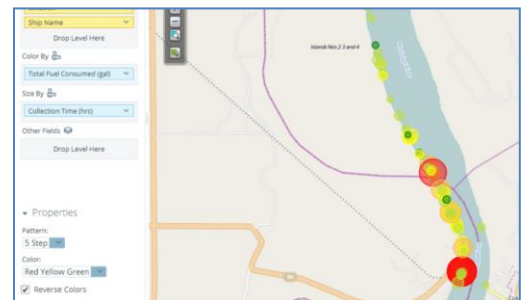 Ship Name
Drop Level Here
Color By
Total Fuel Consumed (gal)
Size By
Collection Time (hrs)
Other Fields
Drop Level Here
Properties
Pattern:
5 Step
Color:
Red Yellow Green
Reverse Colors
Islands Nos. 2 3 and 4